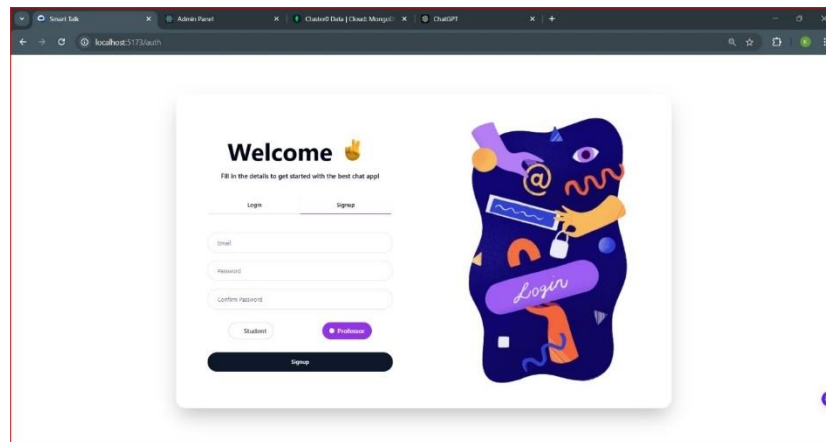 Smart Talk
Admin Panel
Cluster0 Data | Cloud: MongoD
ChatGPT
localhost:5173/auth
Welcome ✌
Fill in the details to get started with the best chat app!
Login
Signup
Email
Password
Confirm Password
Student
Professor
Signup
@
Login